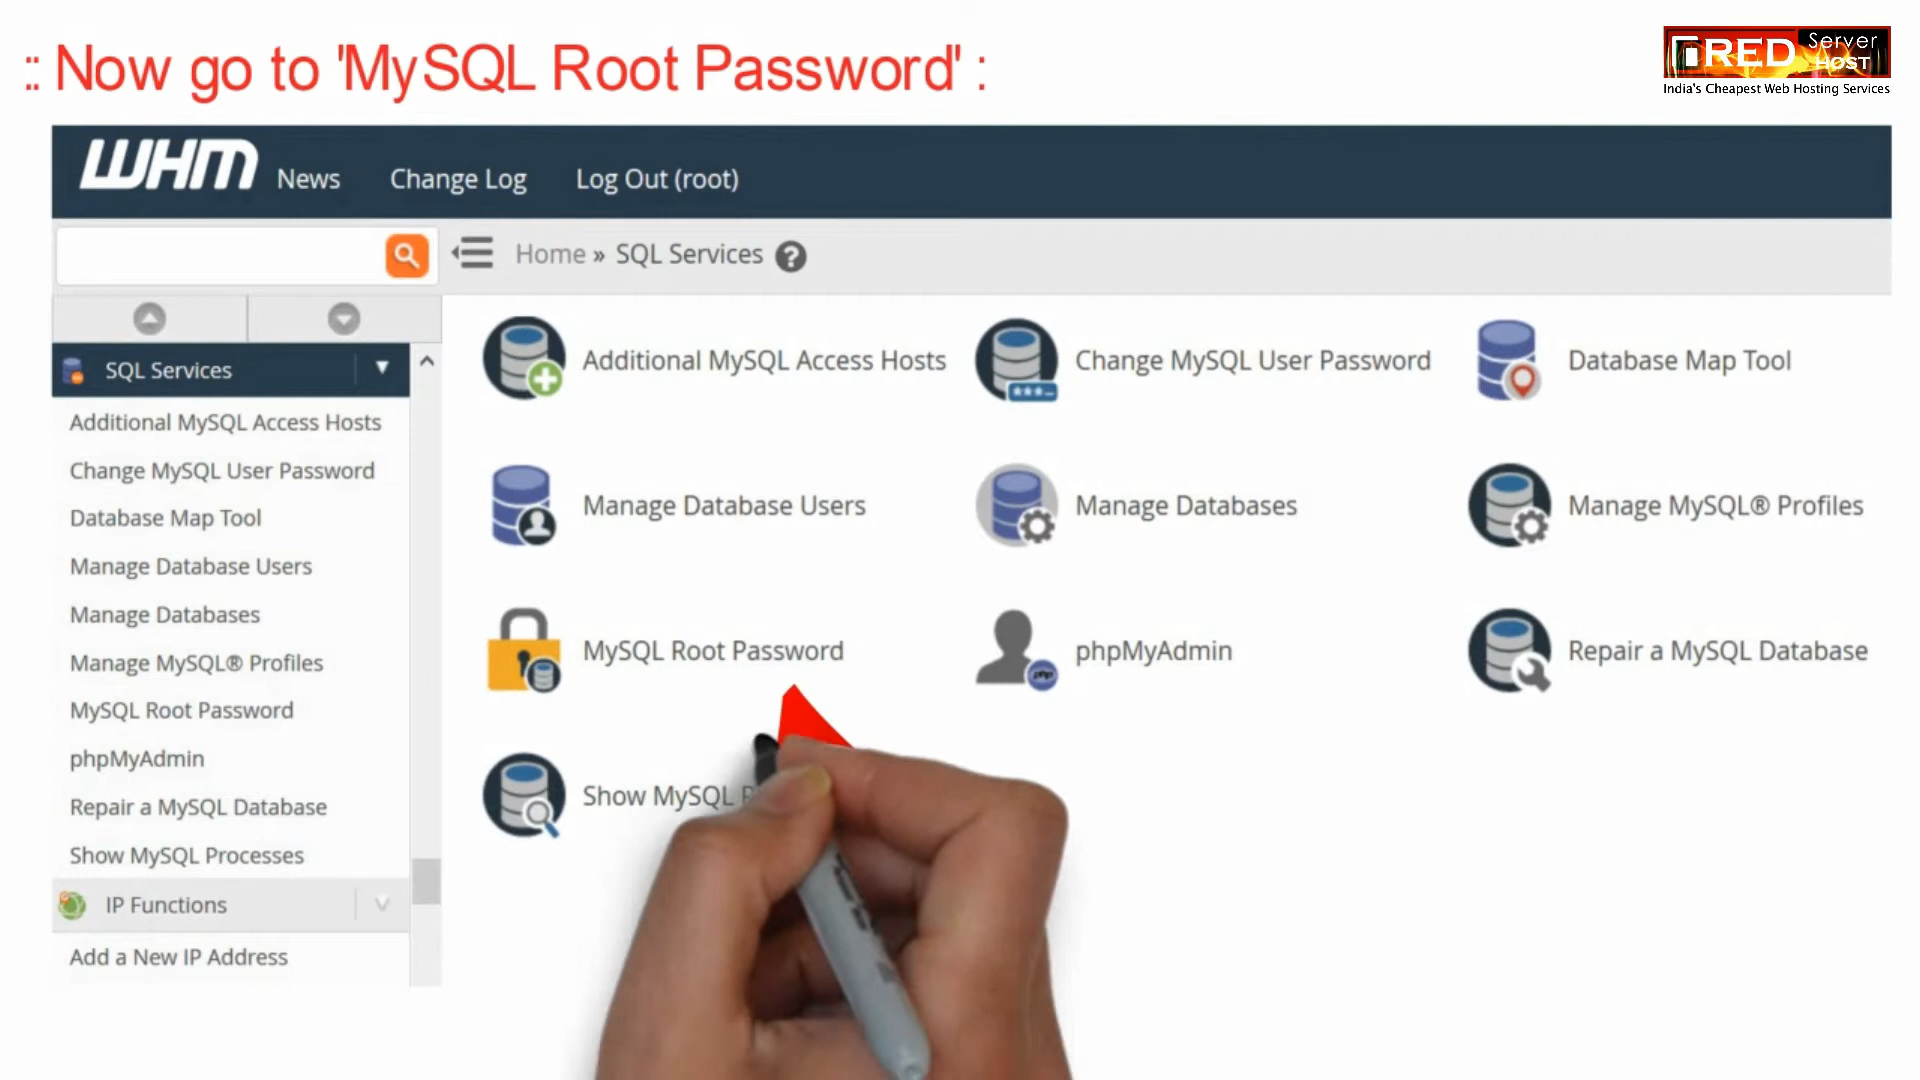 :: Now go to 'MySQL Root Password' :
RED Server HOST
India's Cheapest Web Hosting Services
WHM News Change Log Log Out (root)
Home » SQL Services ?
SQL Services
Additional MySQL Access Hosts
Change MySQL User Password
Database Map Tool
Manage Database Users
Manage Databases
Manage MySQL® Profiles
MySQL Root Password
phpMyAdmin
Repair a MySQL Database
Show MySQL Processes
IP Functions
Add a New IP Address
Additional MySQL Access Hosts
Change MySQL User Password
Database Map Tool
Manage Database Users
Manage Databases
Manage MySQL® Profiles
MySQL Root Password
phpMyAdmin
php
Repair a MySQL Database
Show MySQL